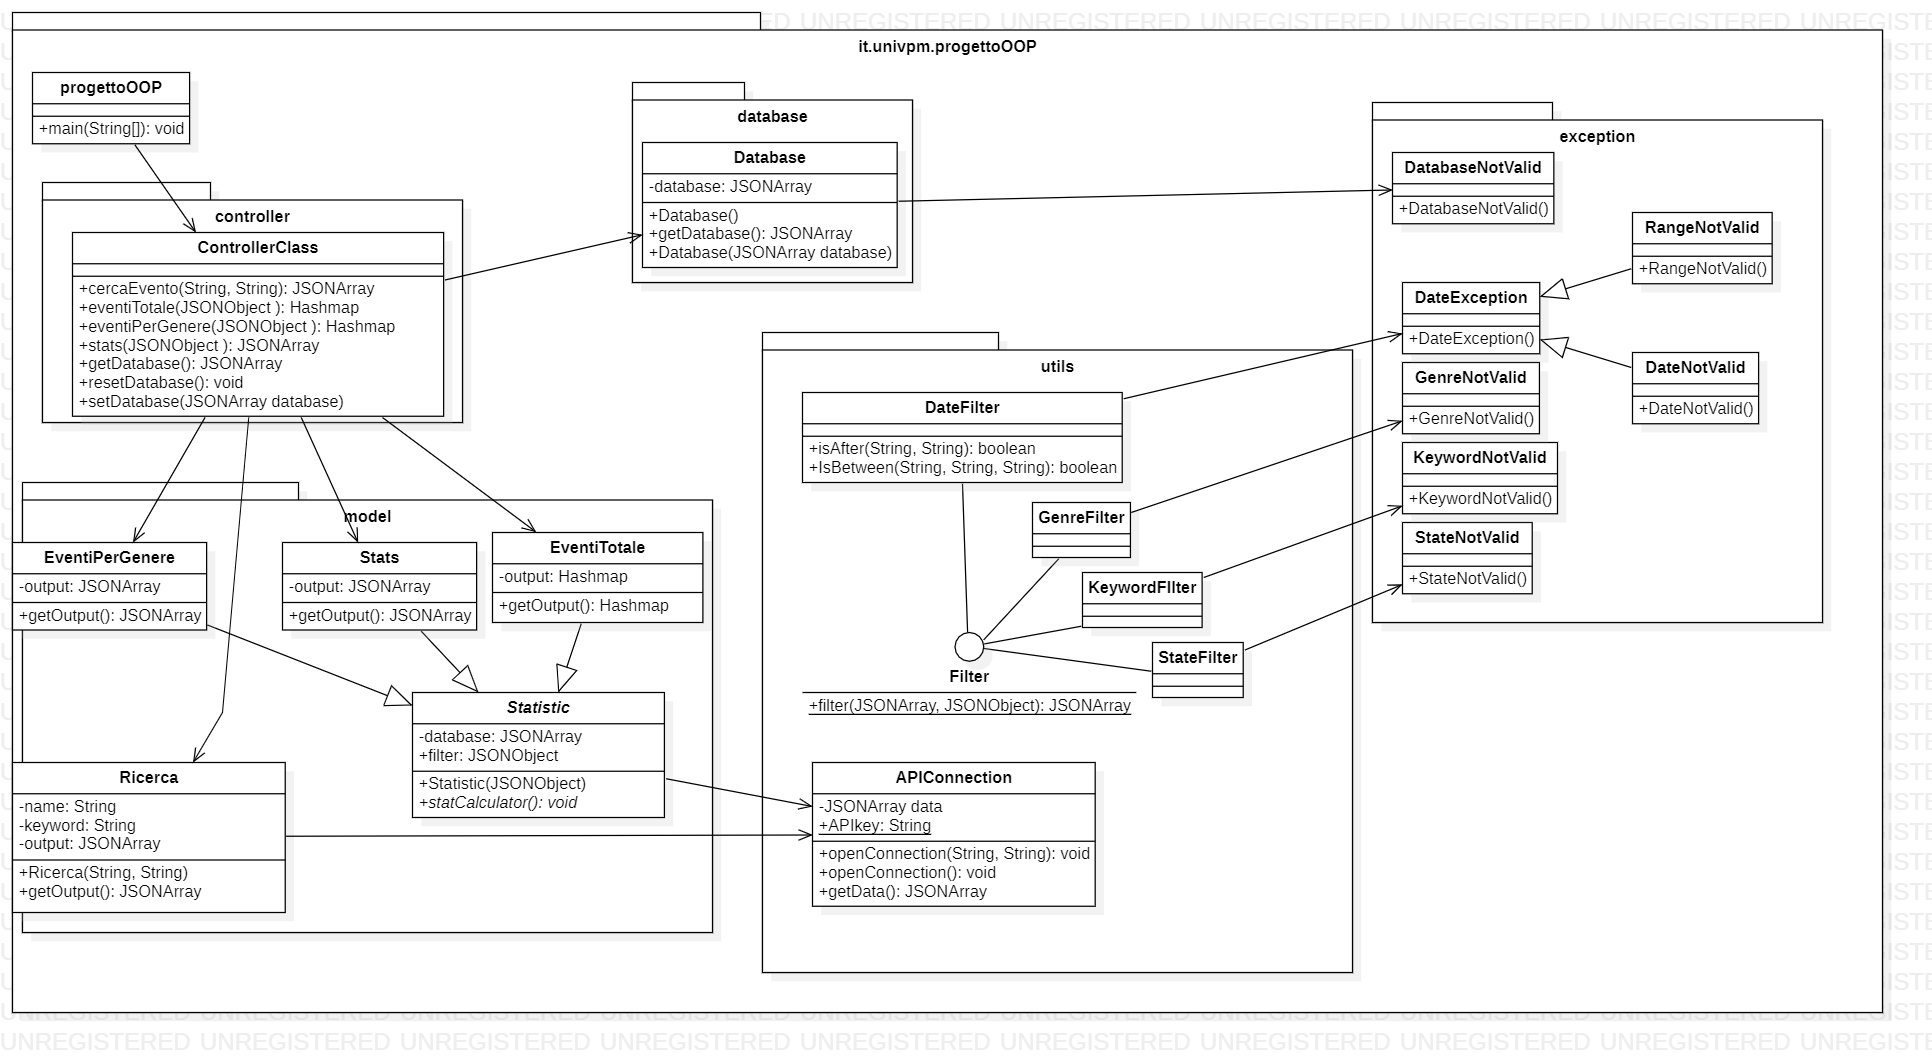 it.univpm.progettoOOP
progettoOOP
+main(String[]): void
controller
ControllerClass
+cercaEvento(String, String): JSONArray
+eventiTotale(JSONObject ): Hashmap
+eventiPerGenere(JSONObject ): Hashmap
+stats(JSONObject ): JSONArray
+getDatabase(): JSONArray
+resetDatabase(): void
+setDatabase(JSONArray database)
database
Database
-database: JSONArray
+Database()
+getDatabase(): JSONArray
+Database(JSONArray database)
exception
DatabaseNotValid
+DatabaseNotValid()
RangeNotValid
+RangeNotValid()
DateException
+DateException()
DateNotValid
+DateNotValid()
GenreNotValid
+GenreNotValid()
KeywordNotValid
+KeywordNotValid()
StateNotValid
+StateNotValid()
utils
DateFilter
+isAfter(String, String): boolean
+IsBetween(String, String, String): boolean
GenreFilter
KeywordFIlter
StateFilter
Filter
+filter(JSONArray, JSONObject): JSONArray
APIConnection
-JSONArray data
+APIkey: String
+openConnection(String, String): void
+openConnection(): void
+getData(): JSONArray
model
EventiPerGenere
-output: JSONArray
+getOutput(): JSONArray
Stats
-output: JSONArray
+getOutput(): JSONArray
EventiTotale
-output: Hashmap
+getOutput(): Hashmap
Statistic
-database: JSONArray
+filter: JSONObject
+Statistic(JSONObject)
+statCalculator(): void
Ricerca
-name: String
-keyword: String
-output: JSONArray
+Ricerca(String, String)
+getOutput(): JSONArray
UNREGISTERED UNREGISTERED UNREGISTERED UNREGISTERED UNREGISTERED UNREGISTERED UNREGISTERED UNREGISTERED UNREGISTERED